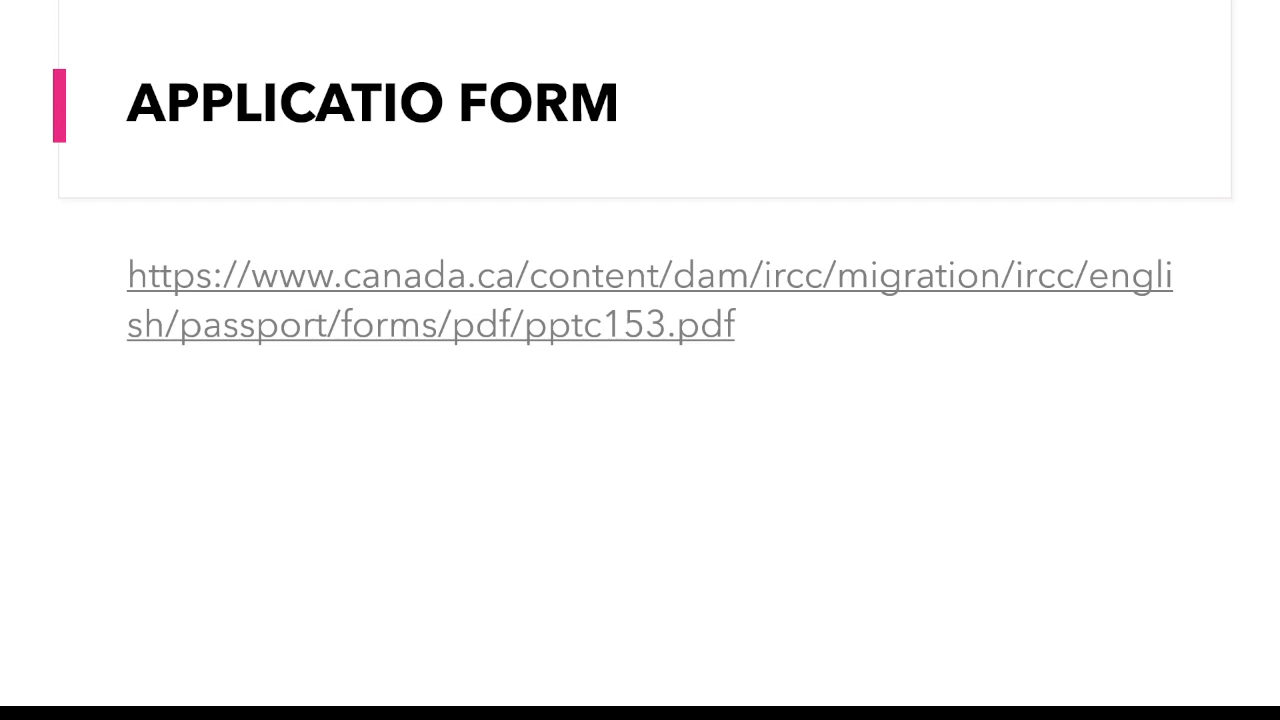 APPLICATIO FORM
https://www.canada.ca/content/dam/ircc/migration/ircc/engli
sh/passport/forms/pdf/pptc153.pdf